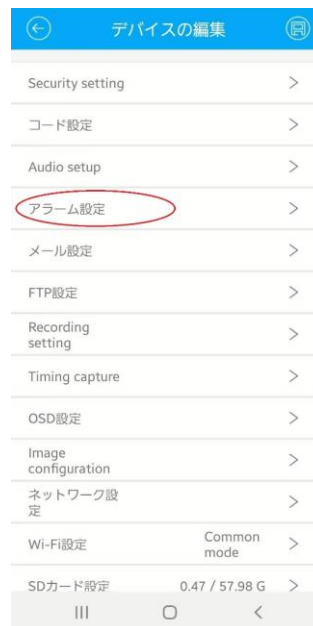 デバイスの編集
Security setting
コード設定
Audio setup
アラーム設定
メール設定
FTP設定
Recording
setting
Timing capture
OSD設定
Image
configuration
ネットワーク設
定
Wi-Fi設定
Common
mode
SDカード設定 0.47 / 57.98 G